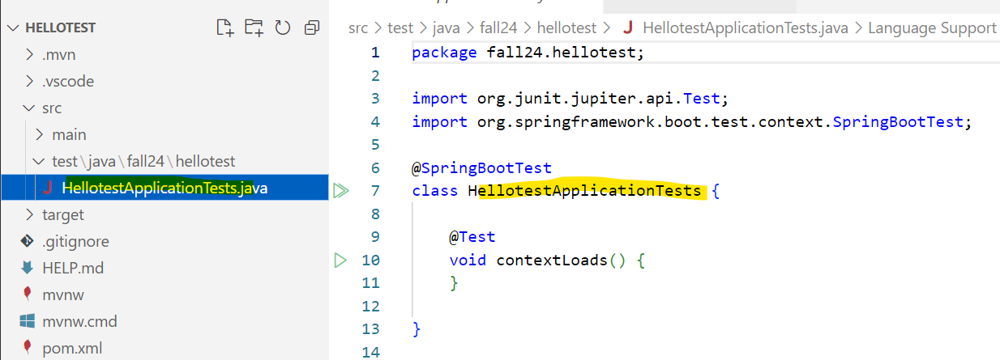 HELLOTEST
.mvn
.vscode
src
main
test\java\fall24\hellotest
HellotestApplicationTests.java
target
.gitignore
HELP.md
mvnw
mvnw.cmd
pom.xml
src > test > java > fall24 > hellotest > J HellotestApplicationTests.java > Language Support
1 package fall24.hellotest;
2
3 import org.junit.jupiter.api.Test;
4 import org.springframework.boot.test.context.SpringBootTest;
5
6 @SpringBootTest
7 class HellotestApplicationTests {
8
9 @Test
10 void contextLoads() {
11 }
12
13 }
14